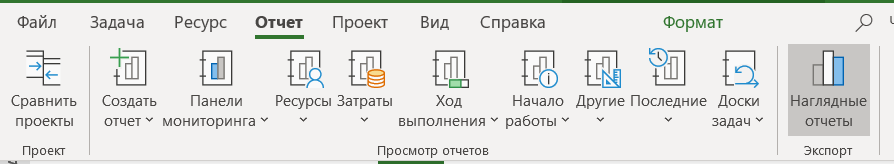 Файл Задача Ресурс Отчет Проект Вид Справка Формат
Сравнить проекты
Создать отчет
Панели мониторинга
Ресурсы
Затраты
Ход выполнения
Начало работы
Другие
Последние
Доски задач
Наглядные отчеты
Проект Просмотр отчетов Экспорт